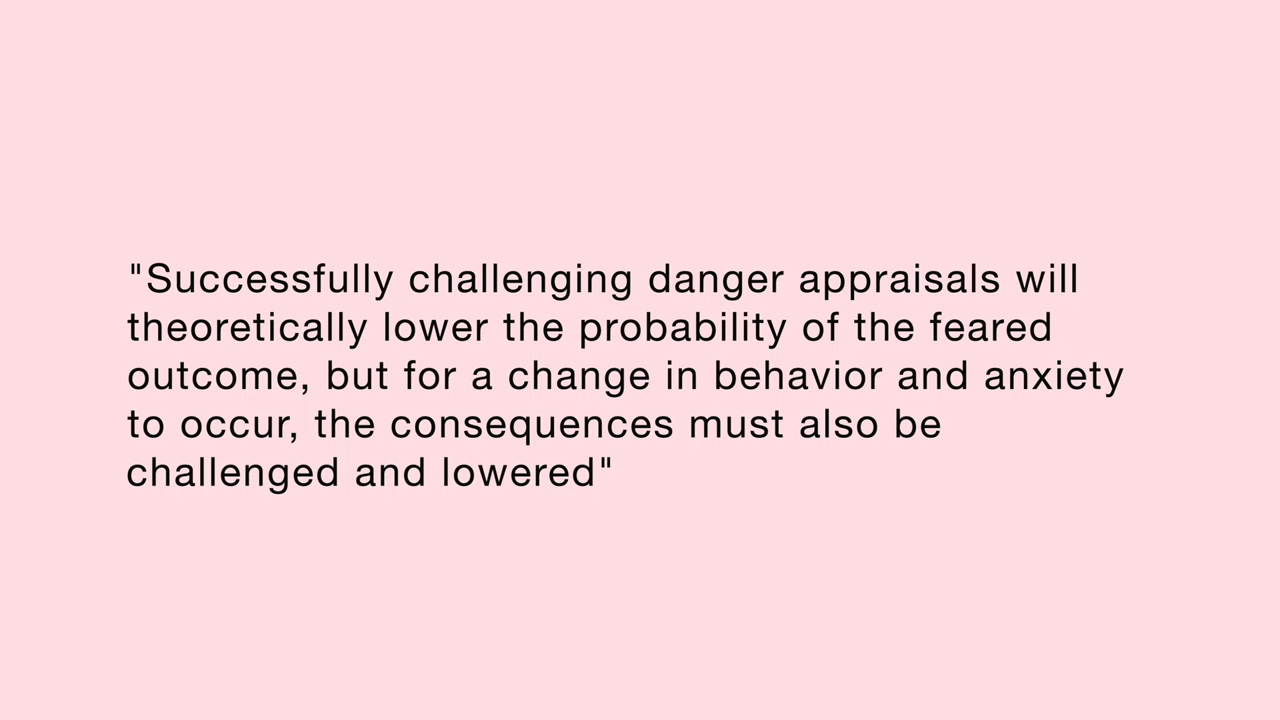 "Successfully challenging danger appraisals will
theoretically lower the probability of the feared
outcome, but for a change in behavior and anxiety
to occur, the consequences must also be
challenged and lowered"